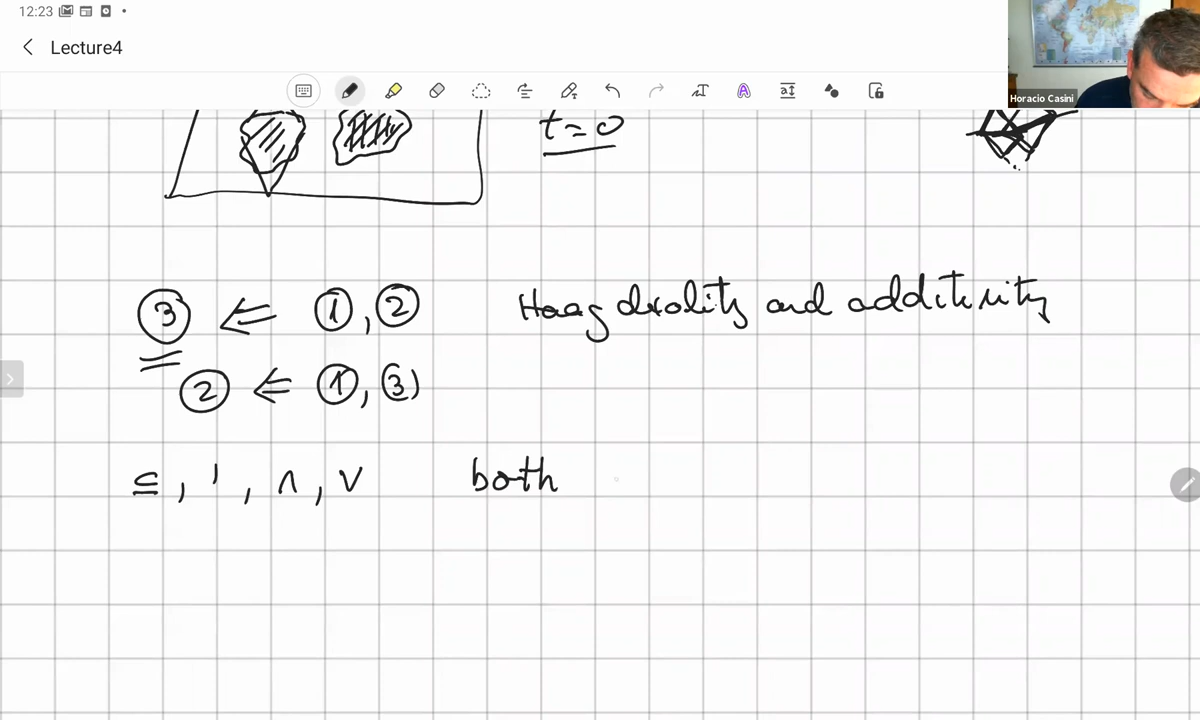 12:23
Lecture4
Horacio Casini
t=0
③ ⇐ ①, ② Haag duality and additivity
② ⇐ ①, ③
⊆, ', ∧, ∨ both